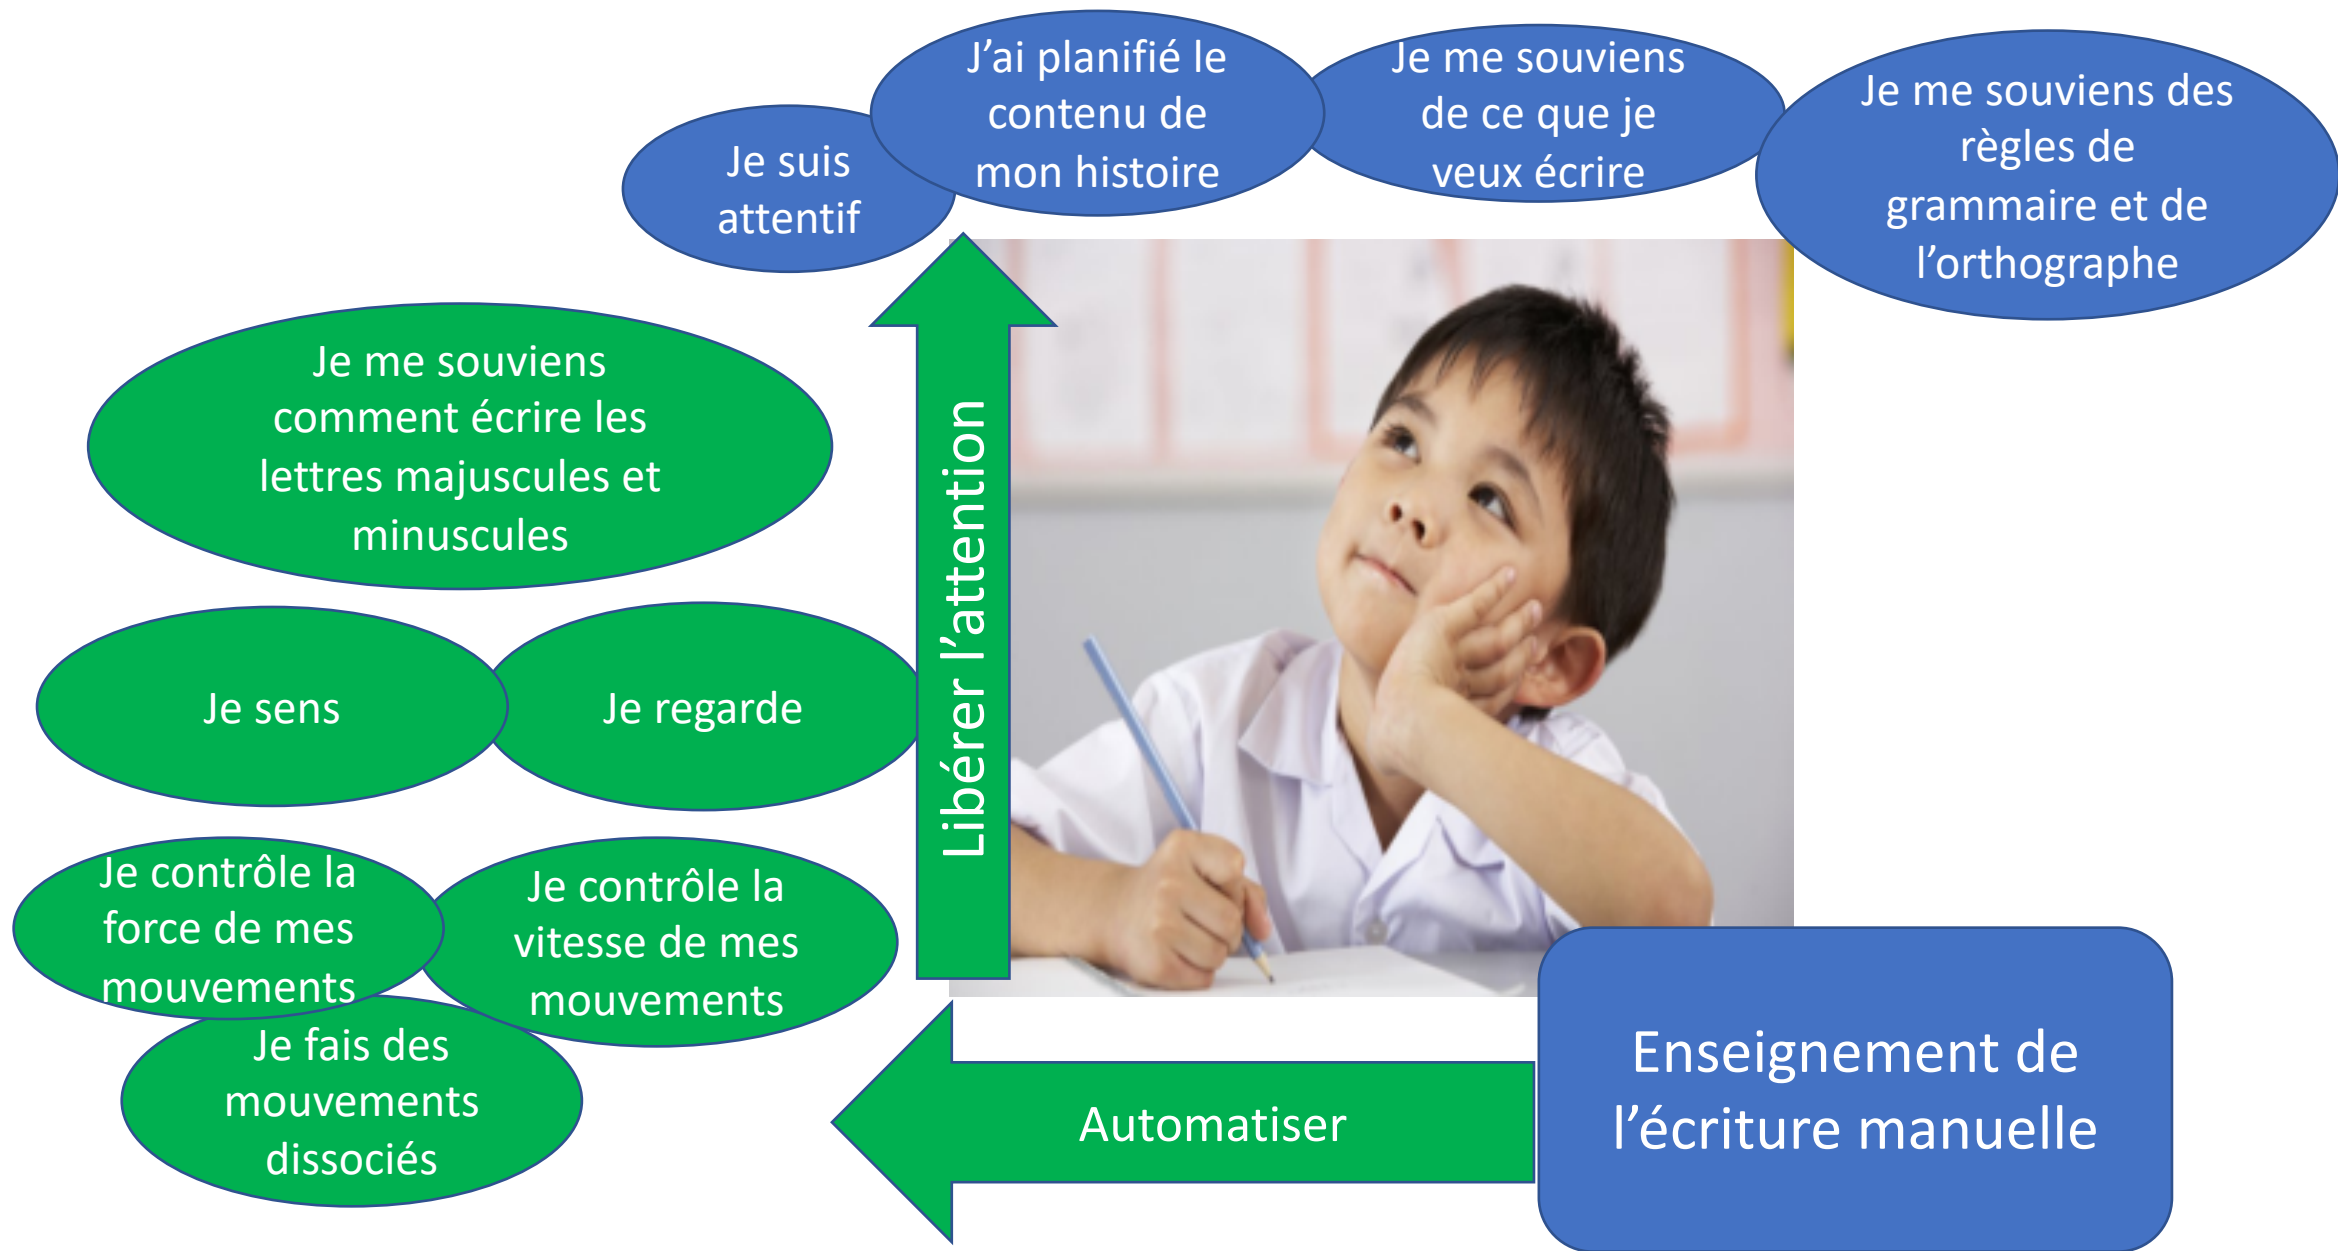 J'ai planifié le
contenu de
mon histoire
Je me souviens
de ce que je
veux écrire
Je me souviens des
règles de
grammaire et de
l'orthographe
Je suis
attentif
Je me souviens
comment écrire les
lettres majuscules et
minuscules
Libérer l'attention
Je sens
Je regarde
Je contrôle la
force de mes
mouvements
Je contrôle la
vitesse de mes
mouvements
Je fais des
mouvements
dissociés
Automatiser
Enseignement de
l'écriture manuelle